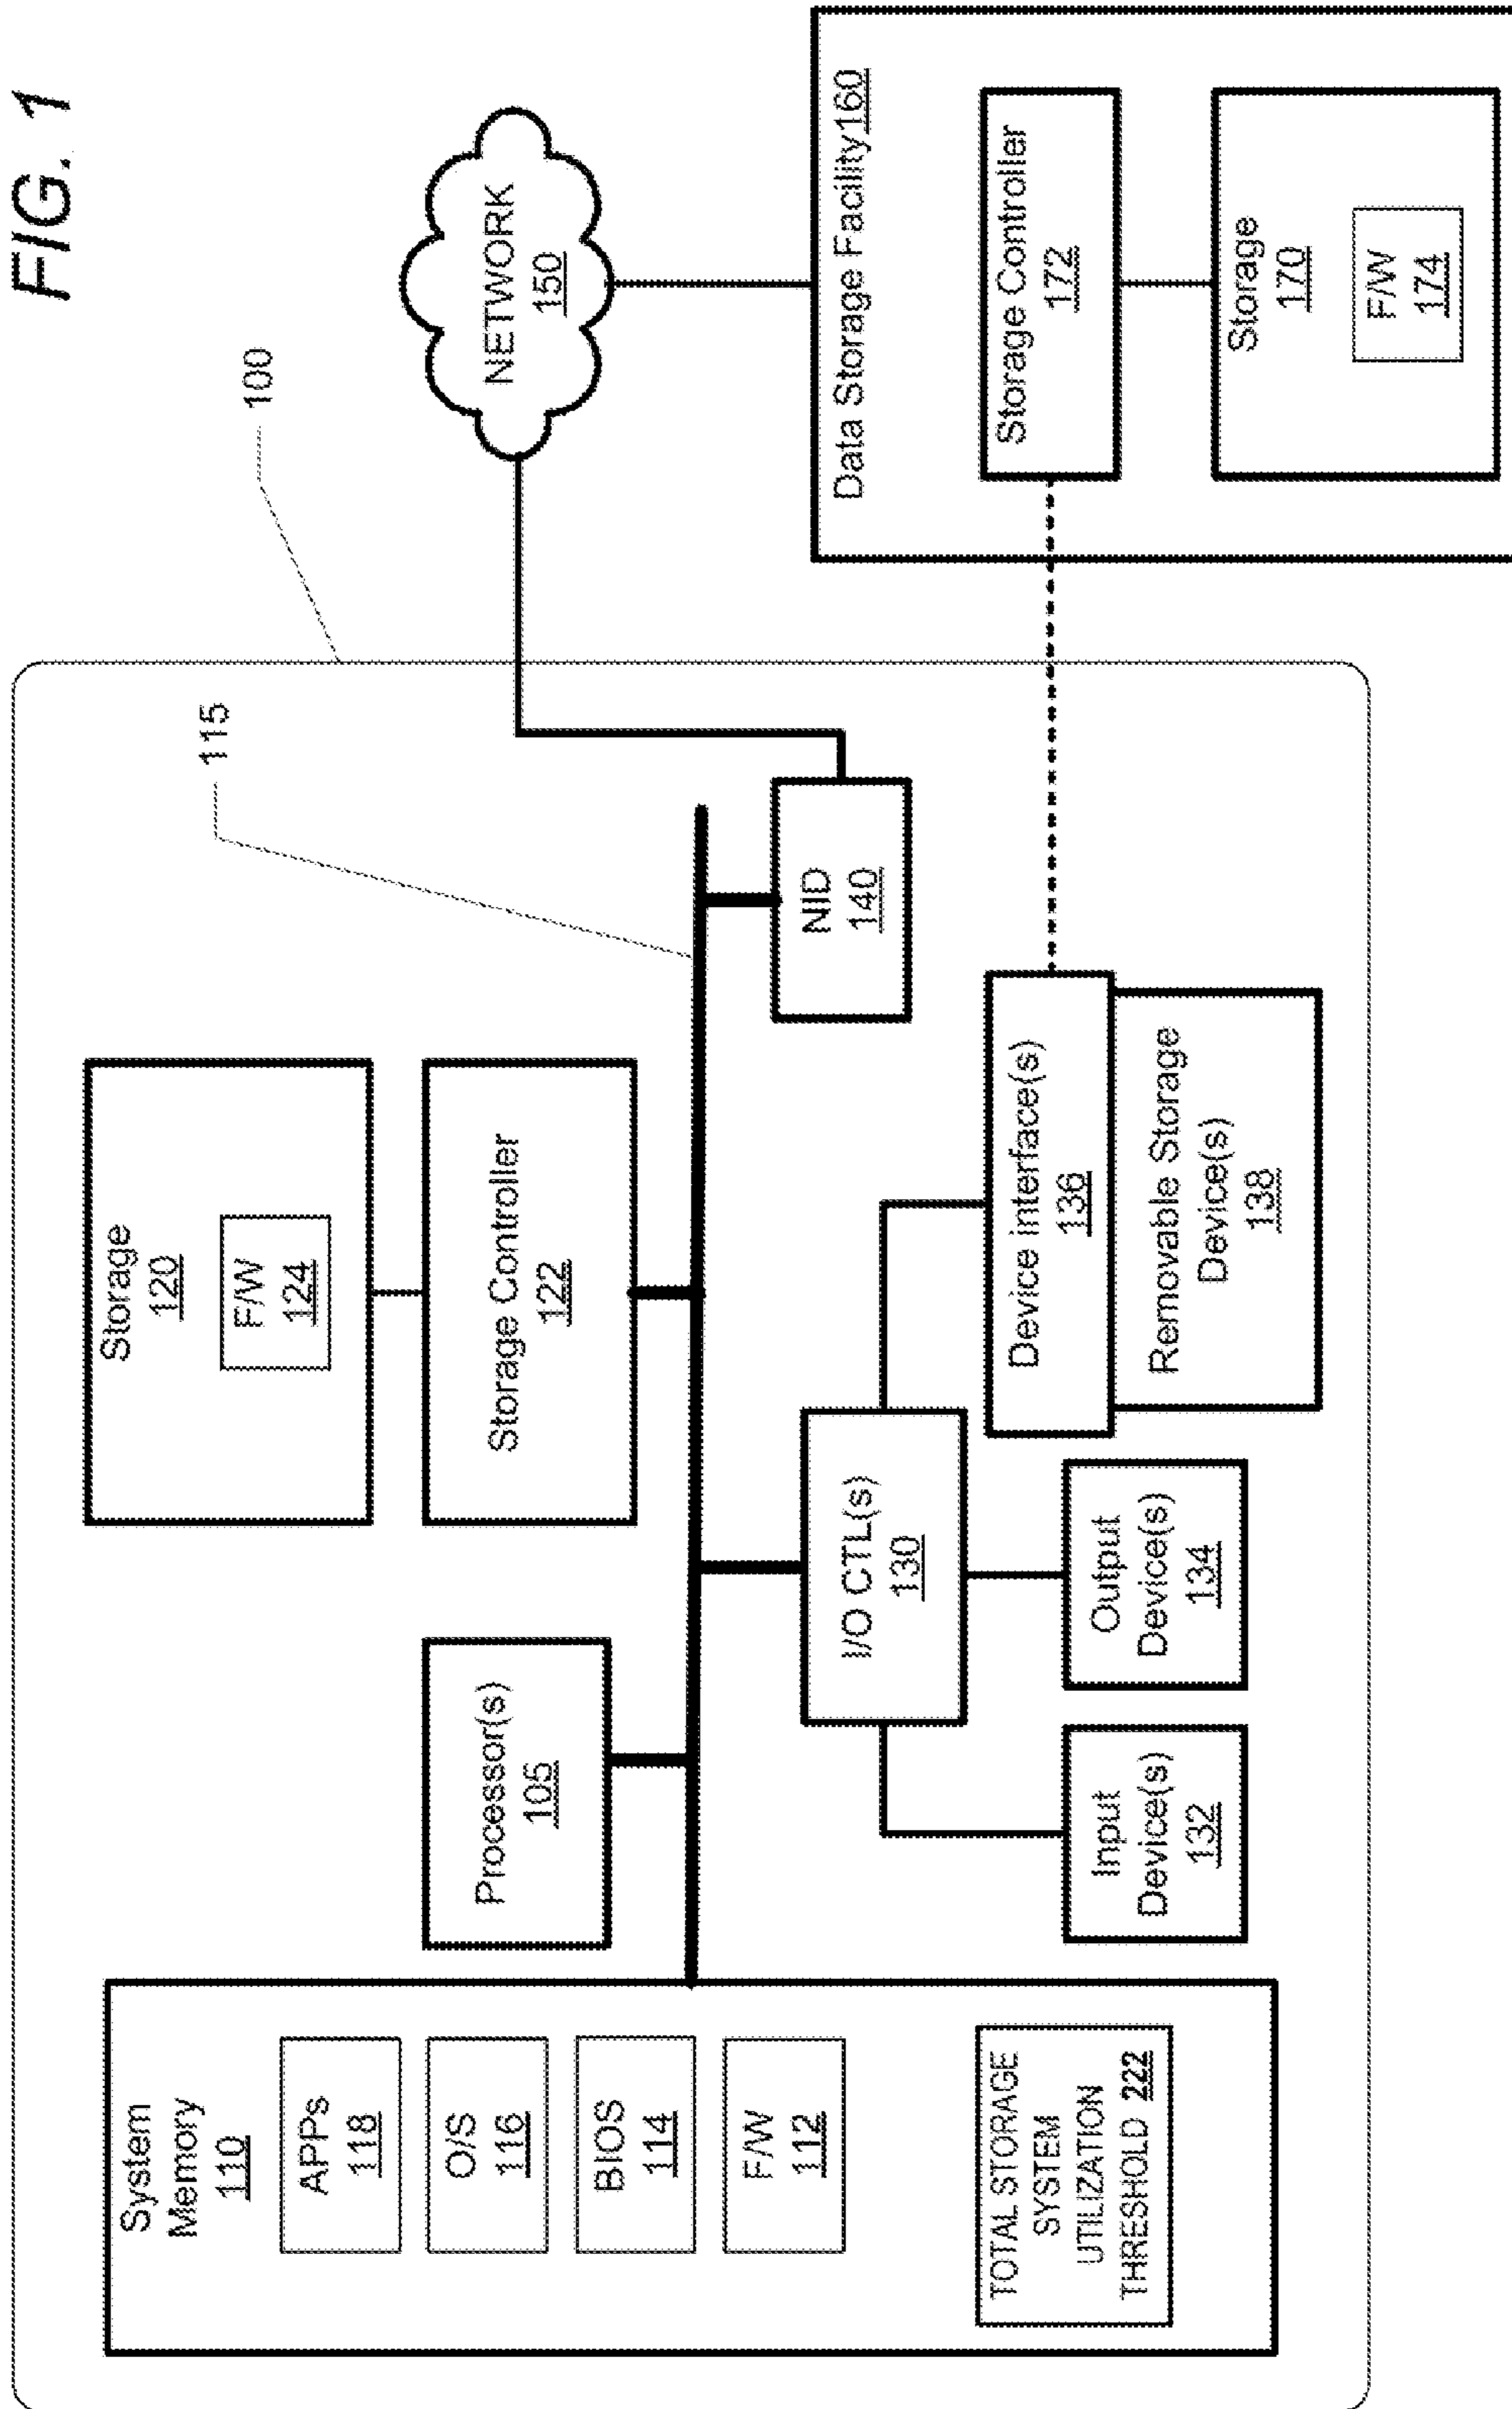 FIG. 1
100
115
System
Memory
110
APPs
118
O/S
116
BIOS
114
F/W
112
TOTAL STORAGE
SYSTEM
UTILIZATION
THRESHOLD 222
Processor(s)
105
Storage
120
F/W
124
Storage Controller
122
I/O CTL(s)
130
Input
Device(s)
132
Output
Device(s)
134
Device interface(s)
136
Removable Storage
Device(s)
138
NID
140
NETWORK
150
Data Storage Facility160
Storage Controller
172
Storage
170
F/W
174